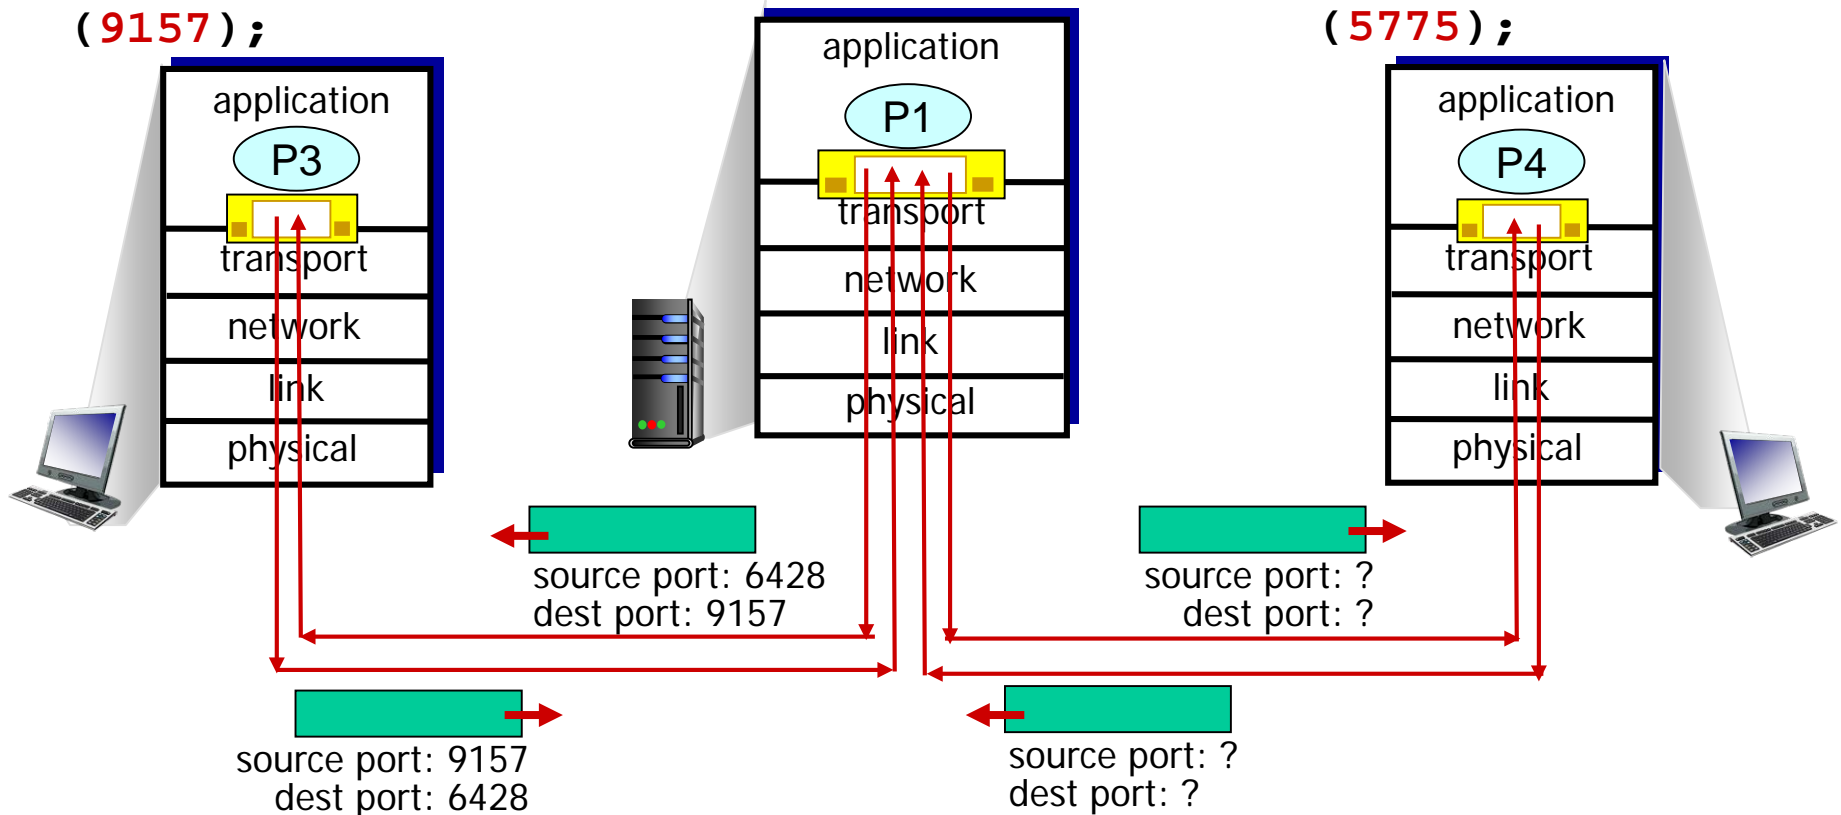 (9157);
application
P3
transport
network
link
physical
application
P1
transport
network
link
physical
(5775);
application
P4
transport
network
link
physical
source port: 6428
dest port: 9157
source port: ?
dest port: ?
source port: 9157
dest port: 6428
source port: ?
dest port: ?